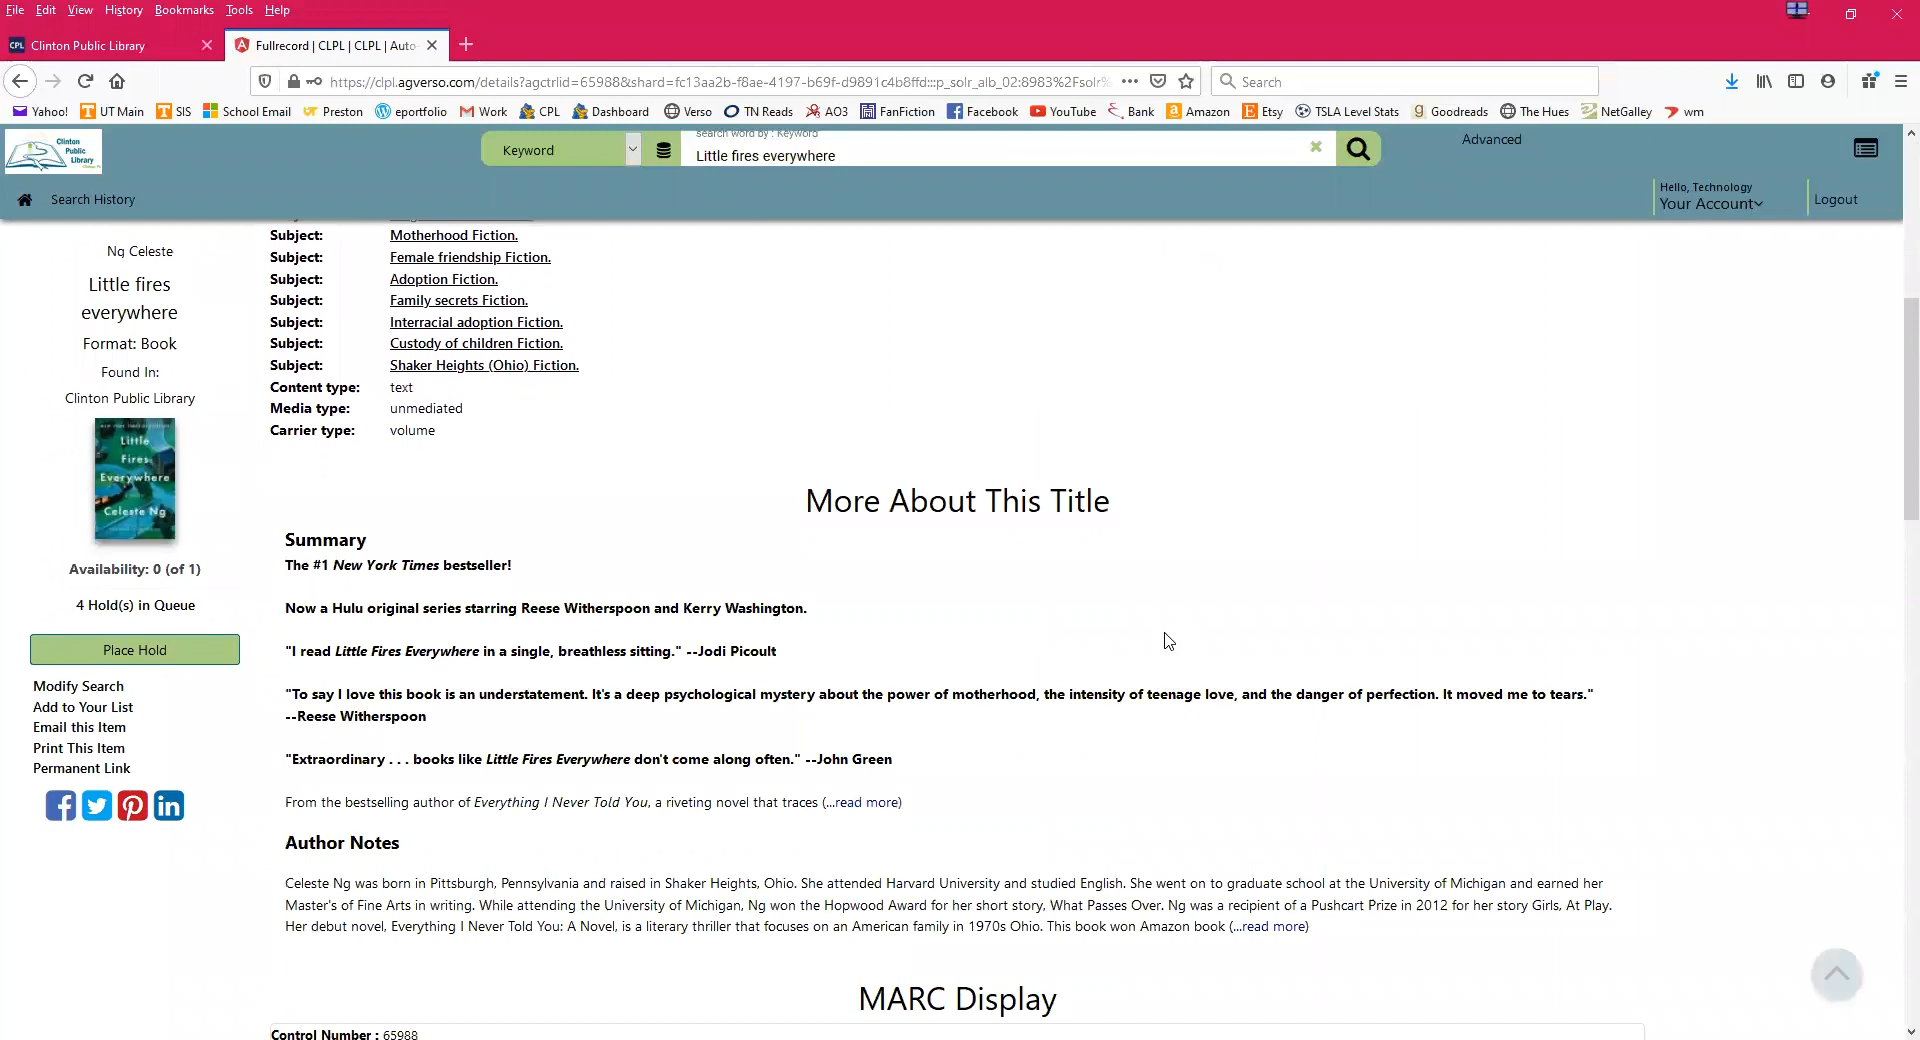 File Edit View History Bookmarks Tools Help
CPL Clinton Public Library
Fullrecord | CLPL | CLPL | Auto-
https://clpl.agverso.com/details?agctrlid=65988&shard=fc13aa2b-f8ae-4197-b69f-d9891c4b8ffd:::p_solr_alb_02:8983%2Fsolr%
Search
Yahoo! UT Main SIS School Email Preston eportfolio Work CPL Dashboard Verso TN Reads AO3 FanFiction Facebook YouTube Bank Amazon Etsy TSLA Level Stats Goodreads The Hues NetGalley wm
Clinton
Public
Library
Keyword
search word by : Keyword
Little fires everywhere
Advanced
Search History
Hello, Technology
Your Account
Logout
Ng Celeste
Little fires
everywhere
Format: Book
Found In:
Clinton Public Library
Little
Fires
Everywhere
Celeste Ng
Availability: 0 (of 1)
4 Hold(s) in Queue
Place Hold
Modify Search
Add to Your List
Email this Item
Print This Item
Permanent Link
Subject: Motherhood Fiction.
Subject: Female friendship Fiction.
Subject: Adoption Fiction.
Subject: Family secrets Fiction.
Subject: Interracial adoption Fiction.
Subject: Custody of children Fiction.
Subject: Shaker Heights (Ohio) Fiction.
Content type: text
Media type: unmediated
Carrier type: volume
More About This Title
Summary
The #1 New York Times bestseller!
Now a Hulu original series starring Reese Witherspoon and Kerry Washington.
"I read Little Fires Everywhere in a single, breathless sitting." --Jodi Picoult
"To say I love this book is an understatement. It's a deep psychological mystery about the power of motherhood, the intensity of teenage love, and the danger of perfection. It moved me to tears."
--Reese Witherspoon
"Extraordinary . . . books like Little Fires Everywhere don't come along often." --John Green
From the bestselling author of Everything I Never Told You, a riveting novel that traces (...read more)
Author Notes
Celeste Ng was born in Pittsburgh, Pennsylvania and raised in Shaker Heights, Ohio. She attended Harvard University and studied English. She went on to graduate school at the University of Michigan and earned her
Master's of Fine Arts in writing. While attending the University of Michigan, Ng won the Hopwood Award for her short story, What Passes Over. Ng was a recipient of a Pushcart Prize in 2012 for her story Girls, At Play.
Her debut novel, Everything I Never Told You: A Novel, is a literary thriller that focuses on an American family in 1970s Ohio. This book won Amazon book (...read more)
MARC Display
Control Number : 65988